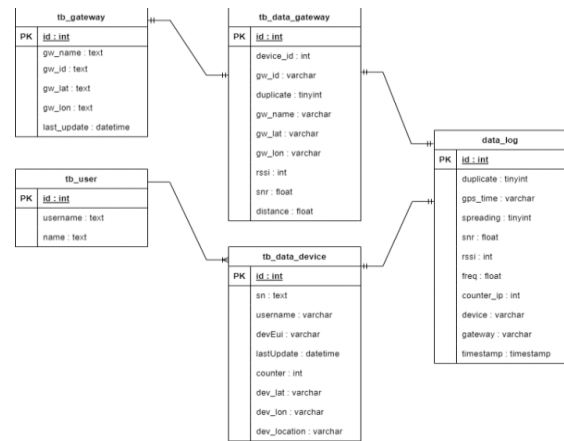 tb_gateway
PK id : int
gw_name : text
gw_id : text
gw_lat : text
gw_lon : text
last_update : datetime
tb_data_gateway
PK id : int
device_id : int
gw_id : varchar
duplicate : tinyint
gw_name : varchar
gw_lat : varchar
gw_lon : varchar
rssi : int
snr : float
distance : float
tb_user
PK id : int
username : text
name : text
tb_data_device
PK id : int
sn : text
username : varchar
devEui : varchar
lastUpdate : datetime
counter : int
dev_lat : varchar
dev_lon : varchar
dev_location : varchar
data_log
PK id : int
duplicate : tinyint
gps_time : varchar
spreading : tinyint
snr : float
rssi : int
freq : float
counter_ip : int
device : varchar
gateway : varchar
timestamp : timestamp